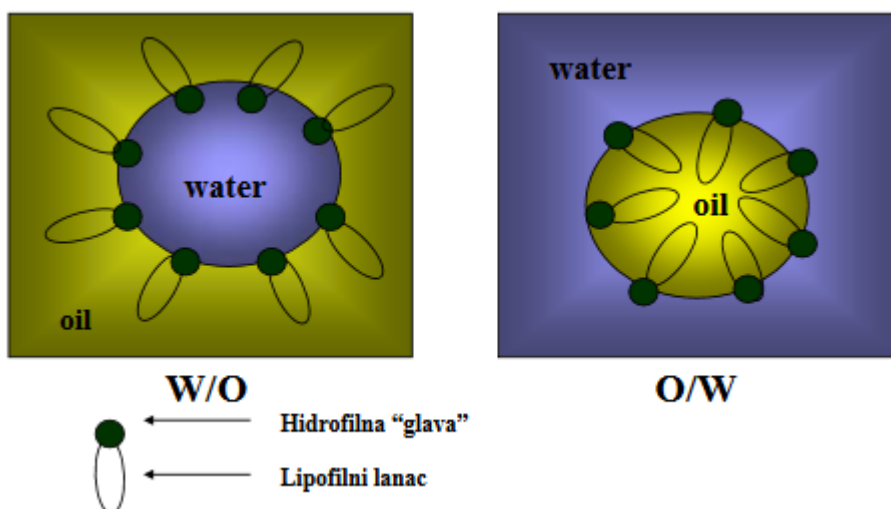 water
water
oil
oil
W/O
O/W
Hidrofilna “glava”
Lipofilni lanac